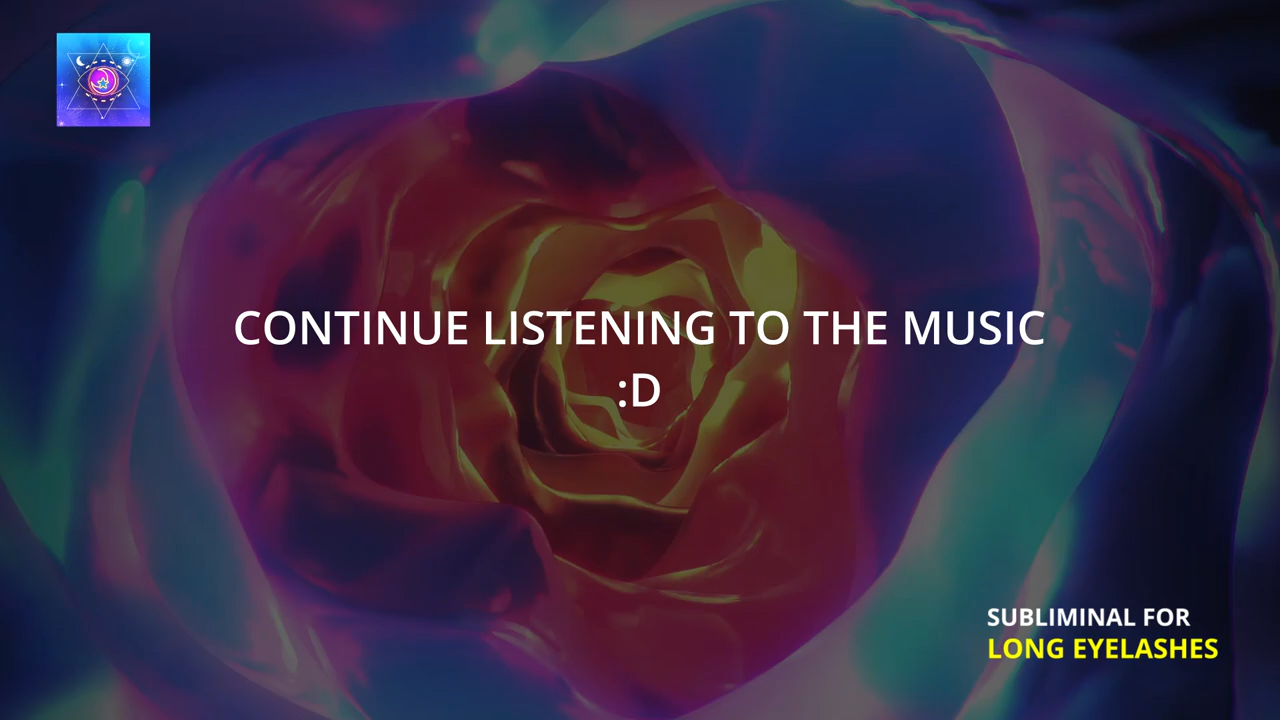 CONTINUE LISTENING TO THE MUSIC
:D
SUBLIMINAL FOR
LONG EYELASHES